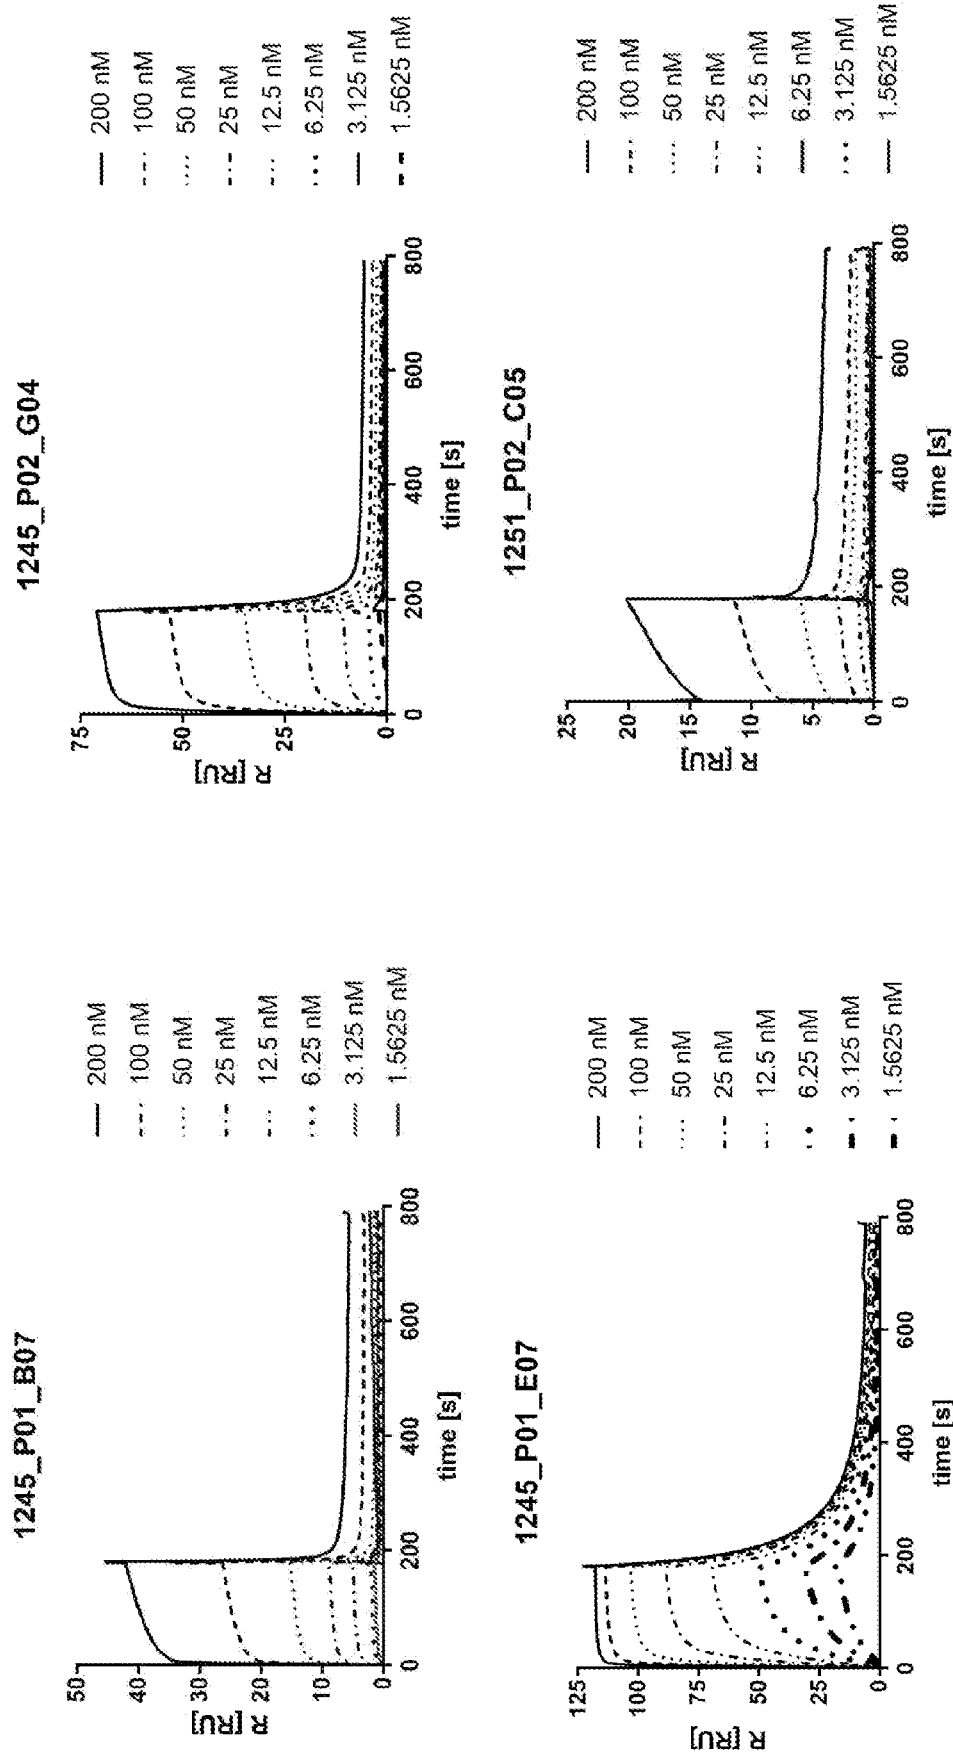 1245_P01_B07
R [RU]
50
40
30
20
10
0
0
200
400
600
800
time [s]
200 nM
100 nM
50 nM
25 nM
12.5 nM
6.25 nM
3.125 nM
1.5625 nM
1245_P02_G04
R [RU]
75
50
25
0
0
200
400
600
800
time [s]
200 nM
100 nM
50 nM
25 nM
12.5 nM
6.25 nM
3.125 nM
1.5625 nM
1245_P01_E07
R [RU]
125
100
75
50
25
0
0
200
400
600
800
time [s]
200 nM
100 nM
50 nM
25 nM
12.5 nM
6.25 nM
3.125 nM
1.5625 nM
1251_P02_C05
R [RU]
25
20
15
10
5
0
0
200
400
600
800
time [s]
200 nM
100 nM
50 nM
25 nM
12.5 nM
6.25 nM
3.125 nM
1.5625 nM